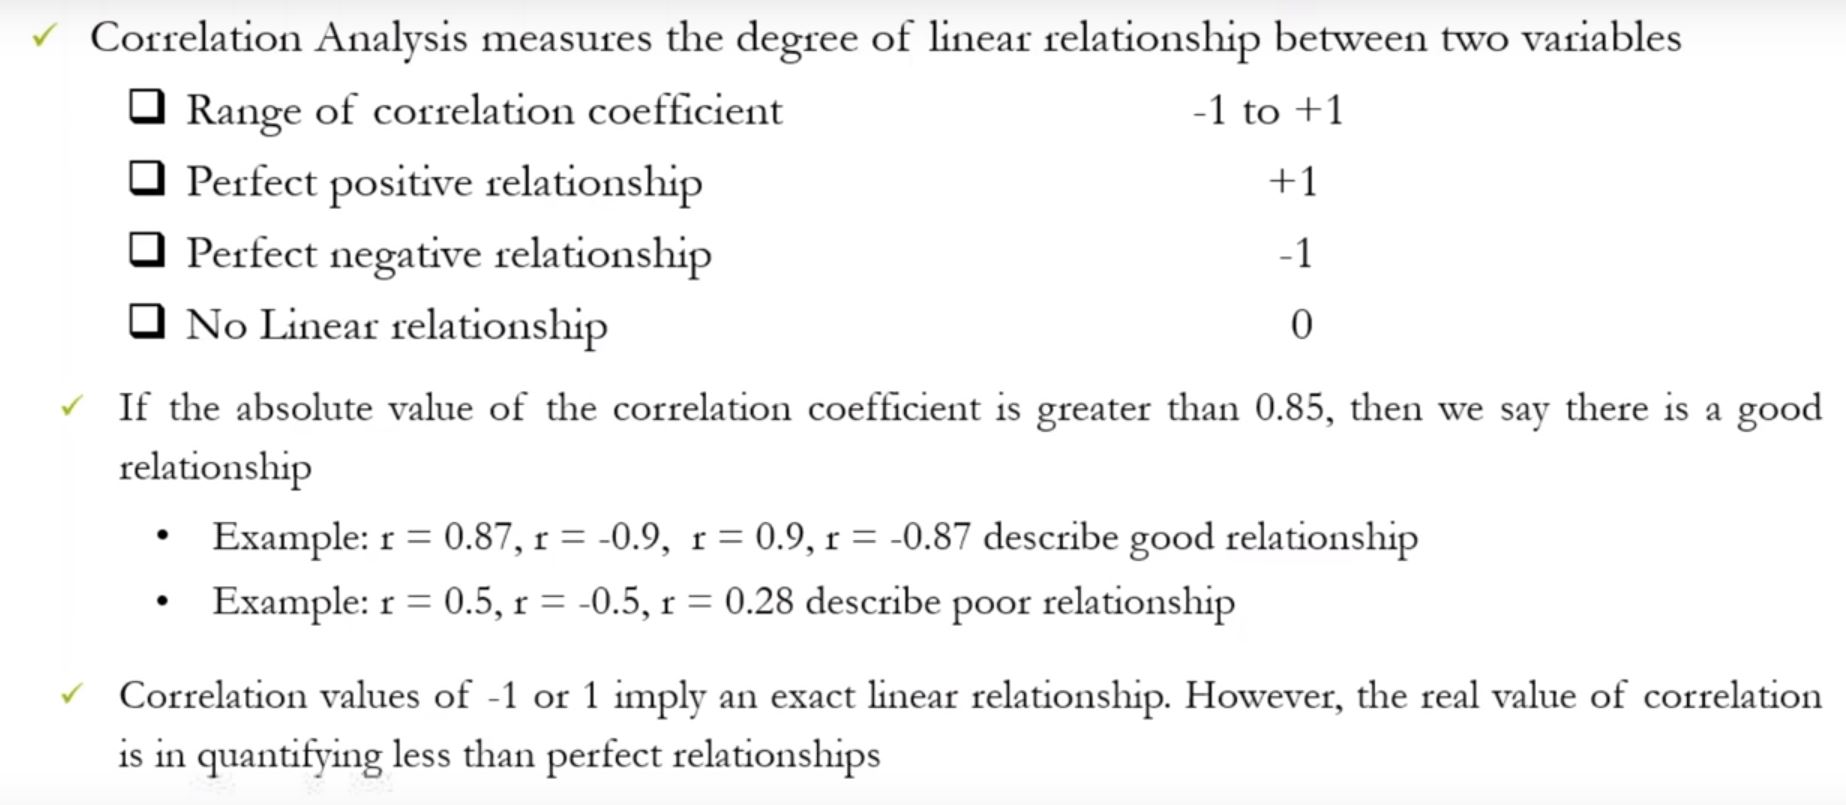 ✓ Correlation Analysis measures the degree of linear relationship between two variables
❑ Range of correlation coefficient -1 to +1
❑ Perfect positive relationship +1
❑ Perfect negative relationship -1
❑ No Linear relationship 0
✓ If the absolute value of the correlation coefficient is greater than 0.85, then we say there is a good
relationship
• Example: r = 0.87, r = -0.9, r = 0.9, r = -0.87 describe good relationship
• Example: r = 0.5, r = -0.5, r = 0.28 describe poor relationship
✓ Correlation values of -1 or 1 imply an exact linear relationship. However, the real value of correlation
is in quantifying less than perfect relationships